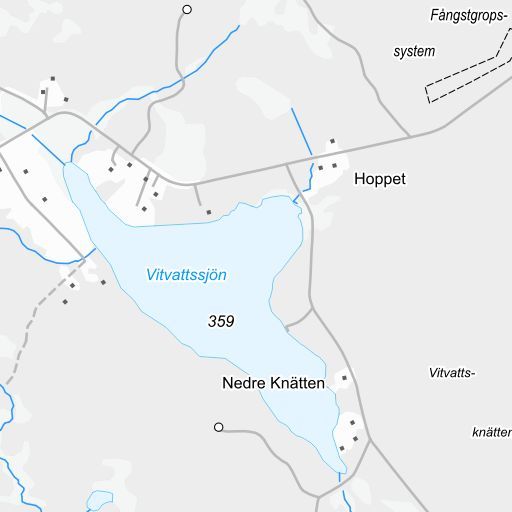 Fångstgrops-
system
Hoppet
Vitvattssjön
359
Nedre Knätten
Vitvatts-
knätten